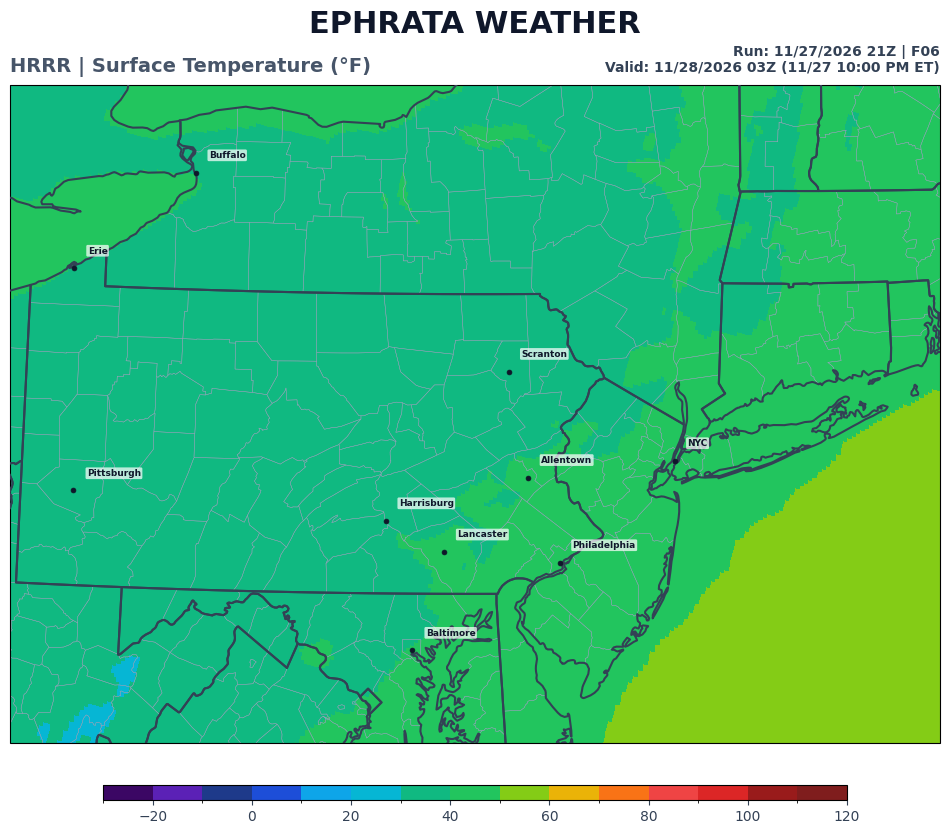 EPHRATA WEATHER
HRRR | Surface Temperature (°F)
Run: 11/27/2026 21Z | F06
Valid: 11/28/2026 03Z (11/27 10:00 PM ET)
Buffalo
Erie
Scranton
NYC
Allentown
Pittsburgh
Harrisburg
Lancaster
Philadelphia
Baltimore
−20 0 20 40 60 80 100 120